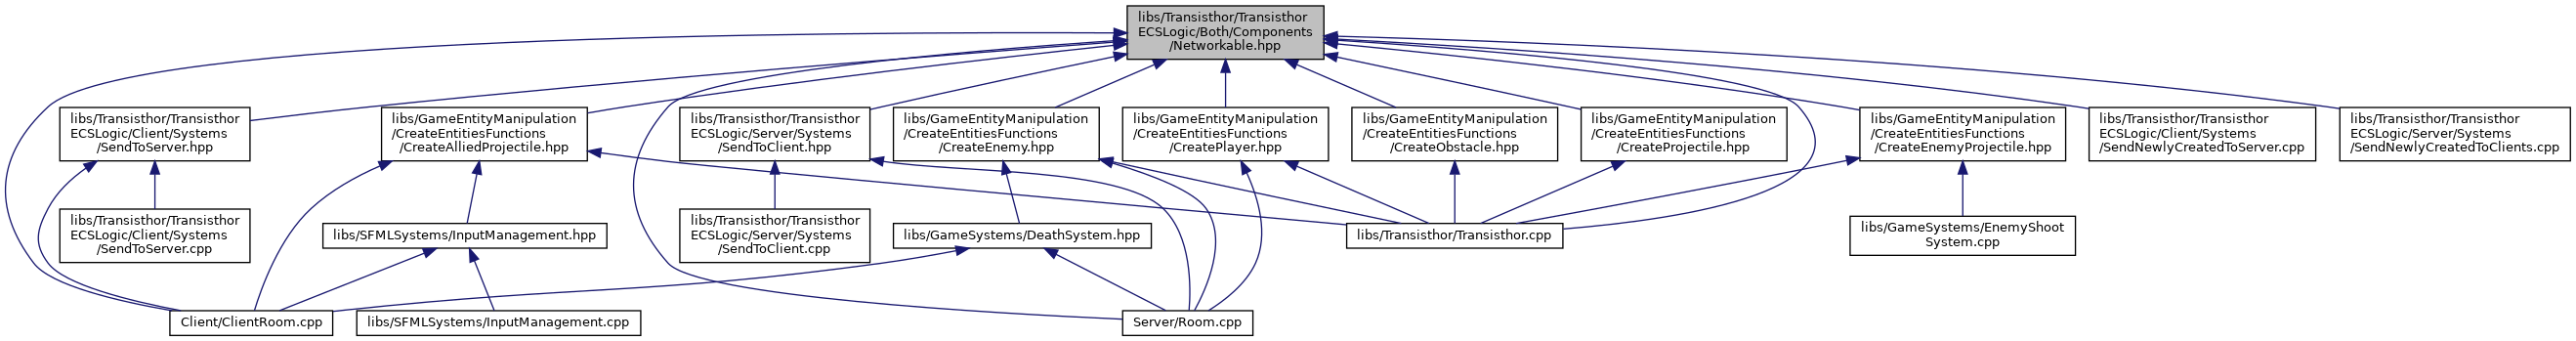 libs/Transisthor/Transisthor
ECSLogic/Both/Components
/Networkable.hpp
libs/Transisthor/Transisthor
ECSLogic/Client/Systems
/SendToServer.hpp
libs/GameEntityManipulation
/CreateEntitiesFunctions
/CreateAlliedProjectile.hpp
libs/Transisthor/Transisthor
ECSLogic/Server/Systems
/SendToClient.hpp
libs/GameEntityManipulation
/CreateEntitiesFunctions
/CreateEnemy.hpp
libs/GameEntityManipulation
/CreateEntitiesFunctions
/CreatePlayer.hpp
libs/GameEntityManipulation
/CreateEntitiesFunctions
/CreateObstacle.hpp
libs/GameEntityManipulation
/CreateEntitiesFunctions
/CreateProjectile.hpp
libs/GameEntityManipulation
/CreateEntitiesFunctions
/CreateEnemyProjectile.hpp
libs/Transisthor/Transisthor
ECSLogic/Client/Systems
/SendNewlyCreatedToServer.cpp
libs/Transisthor/Transisthor
ECSLogic/Server/Systems
/SendNewlyCreatedToClients.cpp
libs/Transisthor/Transisthor
ECSLogic/Client/Systems
/SendToServer.cpp
libs/SFMLSystems/InputManagement.hpp
libs/Transisthor/Transisthor
ECSLogic/Server/Systems
/SendToClient.cpp
libs/GameSystems/DeathSystem.hpp
libs/Transisthor/Transisthor.cpp
libs/GameSystems/EnemyShoot
System.cpp
Client/ClientRoom.cpp
libs/SFMLSystems/InputManagement.cpp
Server/Room.cpp